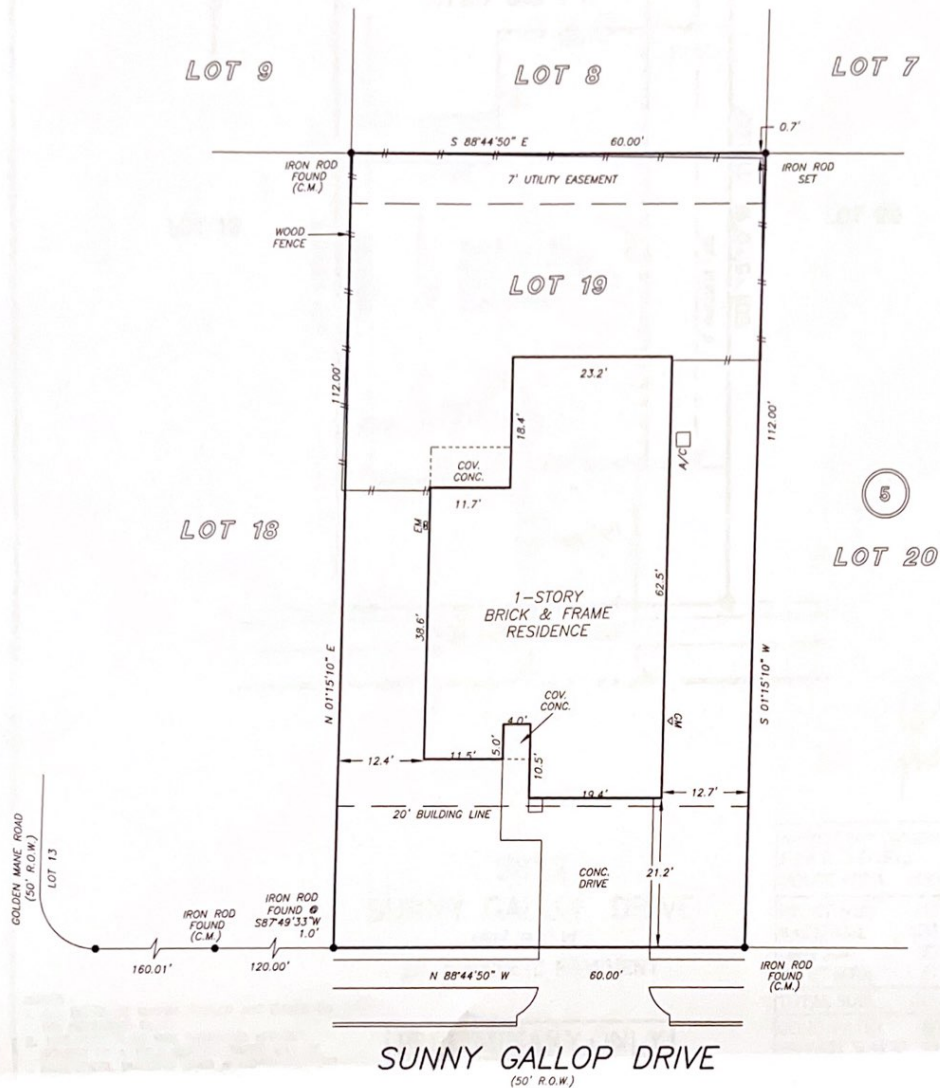 LOT 9
LOT 8
LOT 7
0.7'
S 88°44'50" E 60.00'
IRON ROD
FOUND
(C.M.)
7' UTILITY EASEMENT
IRON ROD
SET
WOOD
FENCE
LOT 19
23.2'
112.00'
18.4'
112.00'
A/C
COV.
CONC.
11.7'
EM
5
LOT 18
LOT 20
1-STORY
BRICK & FRAME
RESIDENCE
62.5'
38.6'
N 01°15'10" E
S 01°15'10" W
COV.
CONC.
4.0'
GM
5.0'
11.5'
12.4'
10.5'
19.4'
12.7'
20' BUILDING LINE
GOLDEN MANE ROAD
(50' R.O.W.)
LOT 13
CONC.
DRIVE
21.2'
IRON ROD
FOUND
(C.M.)
IRON ROD
FOUND @
S87°49'33"W
1.0'
160.01'
120.00'
N 88°44'50" W 60.00'
IRON ROD
FOUND
(C.M.)
SUNNY GALLOP DRIVE
(50' R.O.W.)